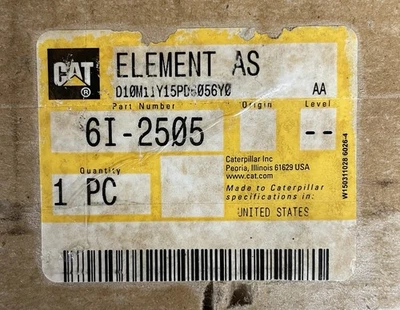 CAT ®
ELEMENT AS
AA
Part Number
Origin
Level
6I-2505
--
Quantity
1 PC
Caterpillar Inc
Peoria, Illinois 61629 USA
www.cat.com
Made to Caterpillar
specifications in:
UNITED STATES
W150311028 6026-4